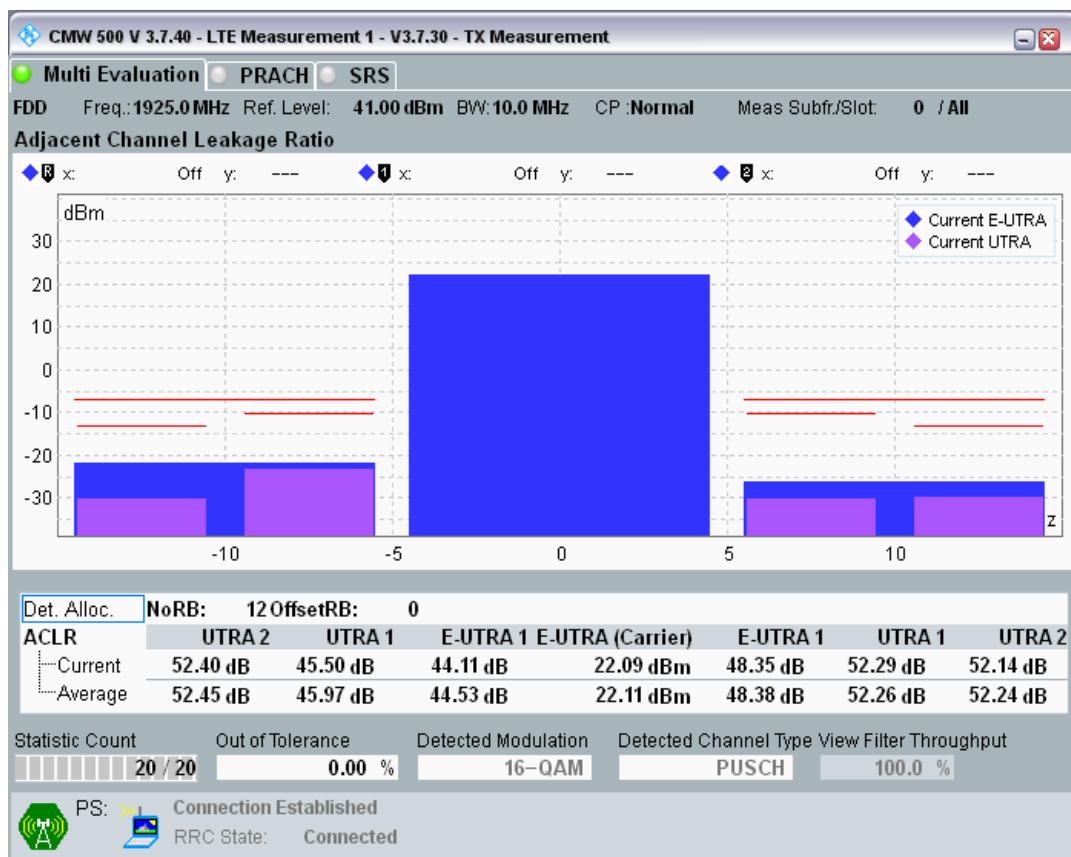 CMW 500 V 3.7.40 - LTE Measurement 1 - V3.7.30 - TX Measurement
Multi Evaluation PRACH SRS
FDD Freq.: 1925.0 MHz Ref. Level: 41.00 dBm BW: 10.0 MHz CP :Normal Meas Subfr./Slot: 0 / All
Adjacent Channel Leakage Ratio
R x: Off y: --- 1 x: Off y: --- 2 x: Off y: ---
dBm
Current E-UTRA
Current UTRA
30
20
10
0
-10
-20
-30
z
-10 -5 0 5 10
Det. Alloc. NoRB: 12 OffsetRB: 0
ACLR UTRA 2 UTRA 1 E-UTRA 1 E-UTRA (Carrier) E-UTRA 1 UTRA 1 UTRA 2
Current 52.40 dB 45.50 dB 44.11 dB 22.09 dBm 48.35 dB 52.29 dB 52.14 dB
Average 52.45 dB 45.97 dB 44.53 dB 22.11 dBm 48.38 dB 52.26 dB 52.24 dB
Statistic Count Out of Tolerance Detected Modulation Detected Channel Type View Filter Throughput
20 / 20 0.00 % 16-QAM PUSCH 100.0 %
PS: Connection Established
RRC State: Connected